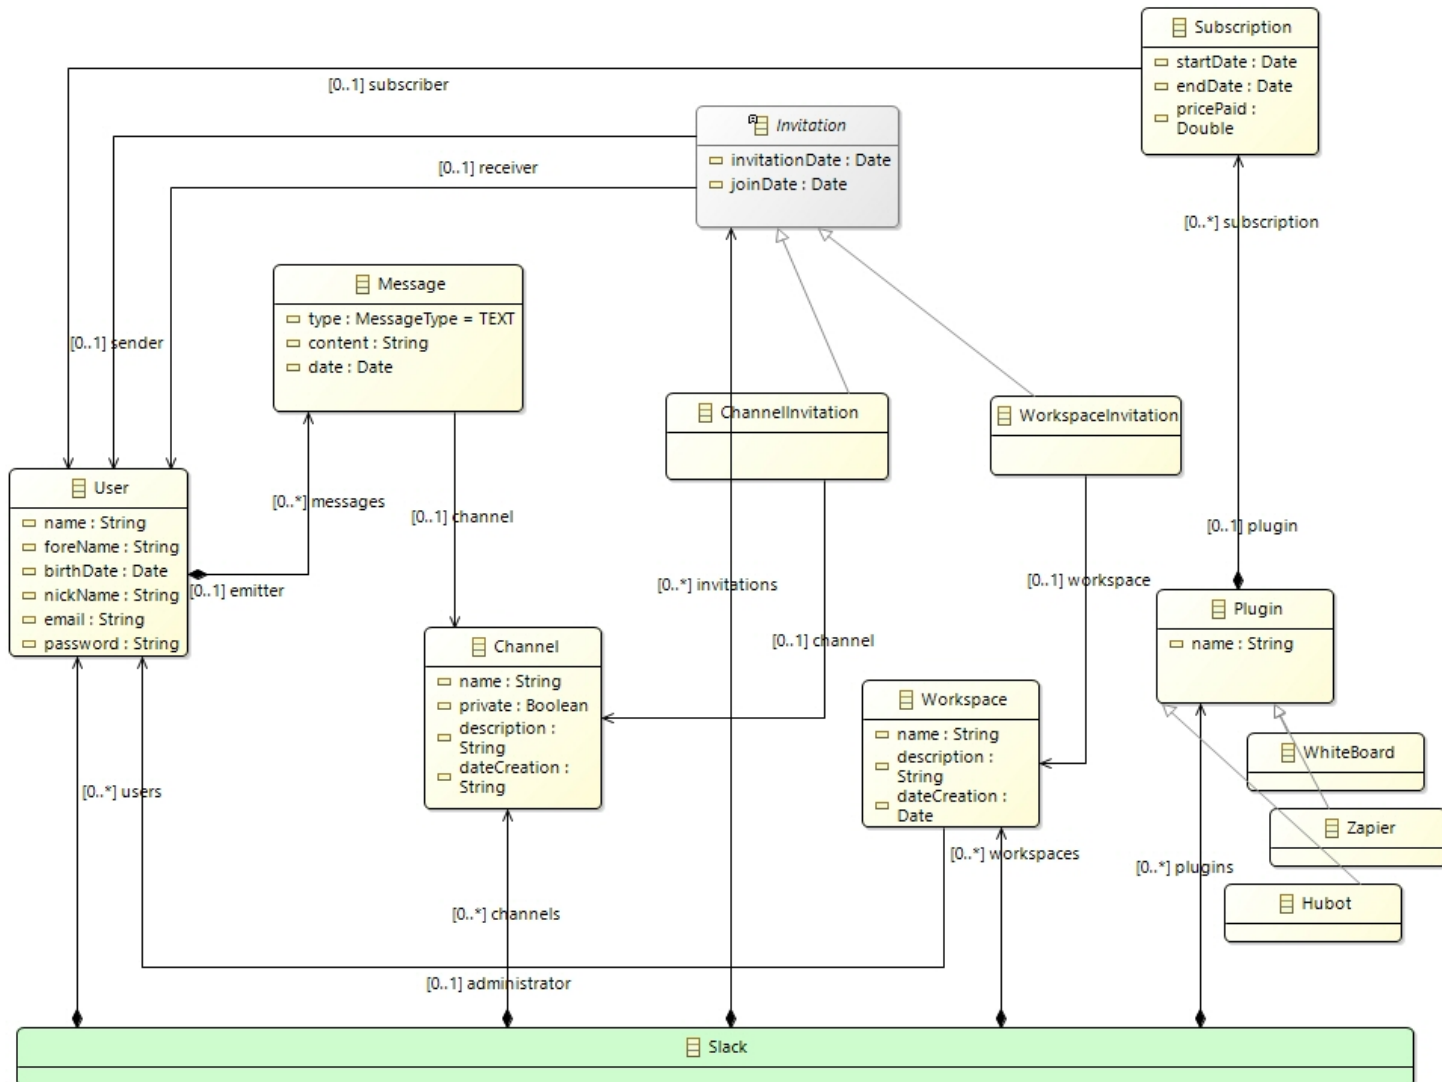 Subscription
startDate : Date
endDate : Date
pricePaid :
Double
[0..1] subscriber
Invitation
invitationDate : Date
joinDate : Date
[0..1] receiver
[0..*] subscription
Message
type : MessageType = TEXT
content : String
date : Date
[0..1] sender
ChannelInvitation
WorkspaceInvitation
User
name : String
foreName : String
birthDate : Date
nickName : String
email : String
password : String
[0..*] messages
[0..1] channel
[0..1] plugin
[0..1] emitter
[0..*] invitations
[0..1] workspace
Plugin
name : String
Channel
name : String
private : Boolean
description :
String
dateCreation :
String
[0..1] channel
Workspace
name : String
description :
String
dateCreation :
Date
WhiteBoard
Zapier
Hubot
[0..*] users
[0..*] workspaces
[0..*] plugins
[0..*] channels
[0..1] administrator
Slack